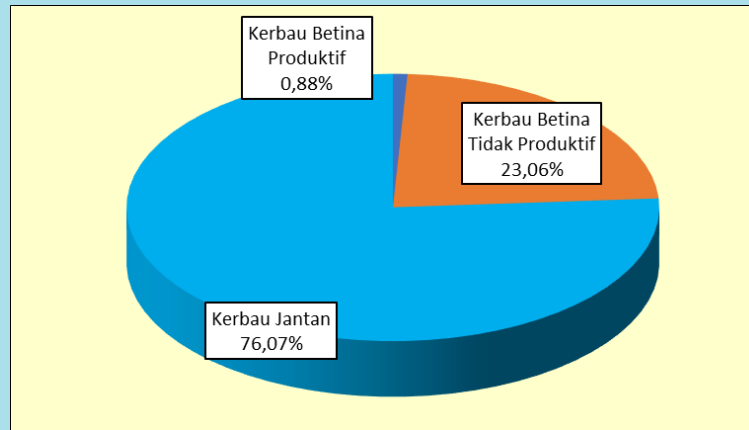 Kerbau Betina
Produktif
0,88%
Kerbau Betina
Tidak Produktif
23,06%
Kerbau Jantan
76,07%